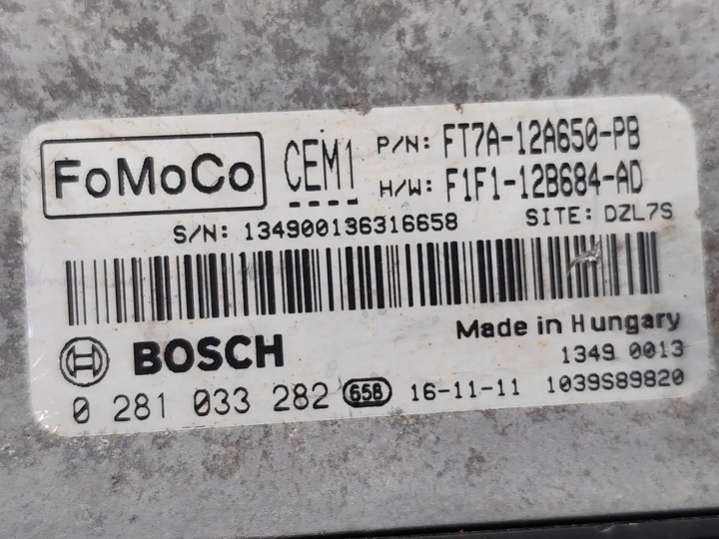 FoMoCo CEM1 P/N: FT7A-12A650-PB
H/W: F1F1-12B684-AD
S/N: 134900136316658 SITE: DZL7S
Made in Hungary
BOSCH 1349 0013
0 281 033 282 658 16-11-11 1039S89820